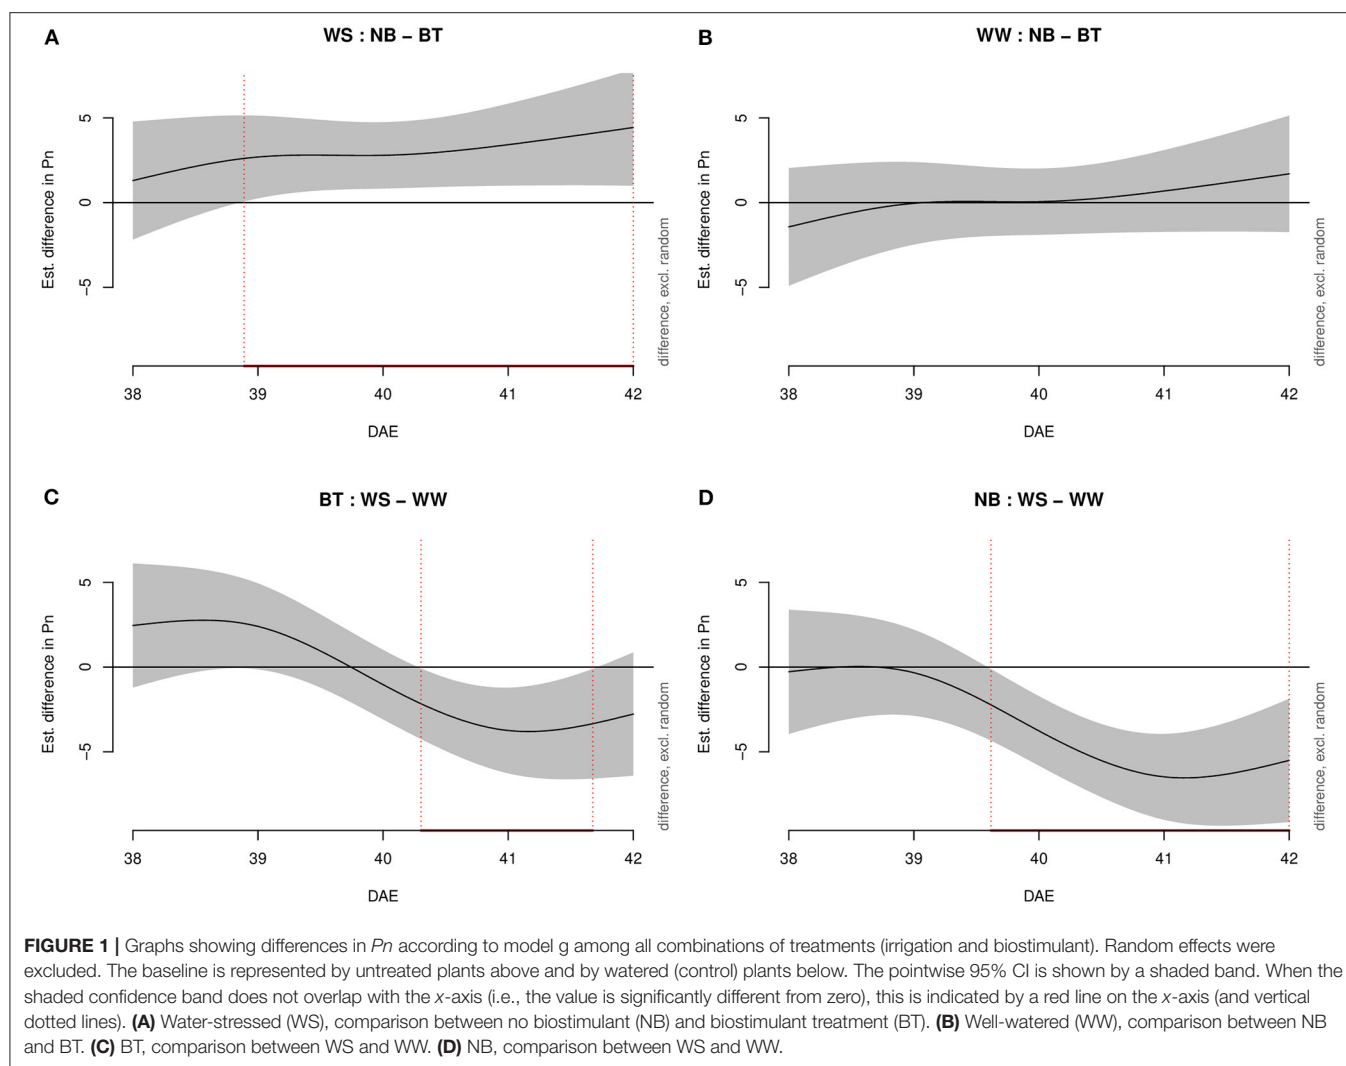 A
WS : NB – BT
Est. difference in Pn
5
0
−5
38
39
40
41
42
DAE
difference, excl. random
B
WW : NB – BT
Est. difference in Pn
5
0
−5
38
39
40
41
42
DAE
difference, excl. random
C
BT : WS – WW
Est. difference in Pn
5
0
−5
38
39
40
41
42
DAE
difference, excl. random
D
NB : WS – WW
Est. difference in Pn
5
0
−5
38
39
40
41
42
DAE
difference, excl. random
FIGURE 1 | Graphs showing differences in Pn according to model g among all combinations of treatments (irrigation and biostimulant). Random effects were
excluded. The baseline is represented by untreated plants above and by watered (control) plants below. The pointwise 95% CI is shown by a shaded band. When the
shaded confidence band does not overlap with the x-axis (i.e., the value is significantly different from zero), this is indicated by a red line on the x-axis (and vertical
dotted lines). (A) Water-stressed (WS), comparison between no biostimulant (NB) and biostimulant treatment (BT). (B) Well-watered (WW), comparison between NB
and BT. (C) BT, comparison between WS and WW. (D) NB, comparison between WS and WW.